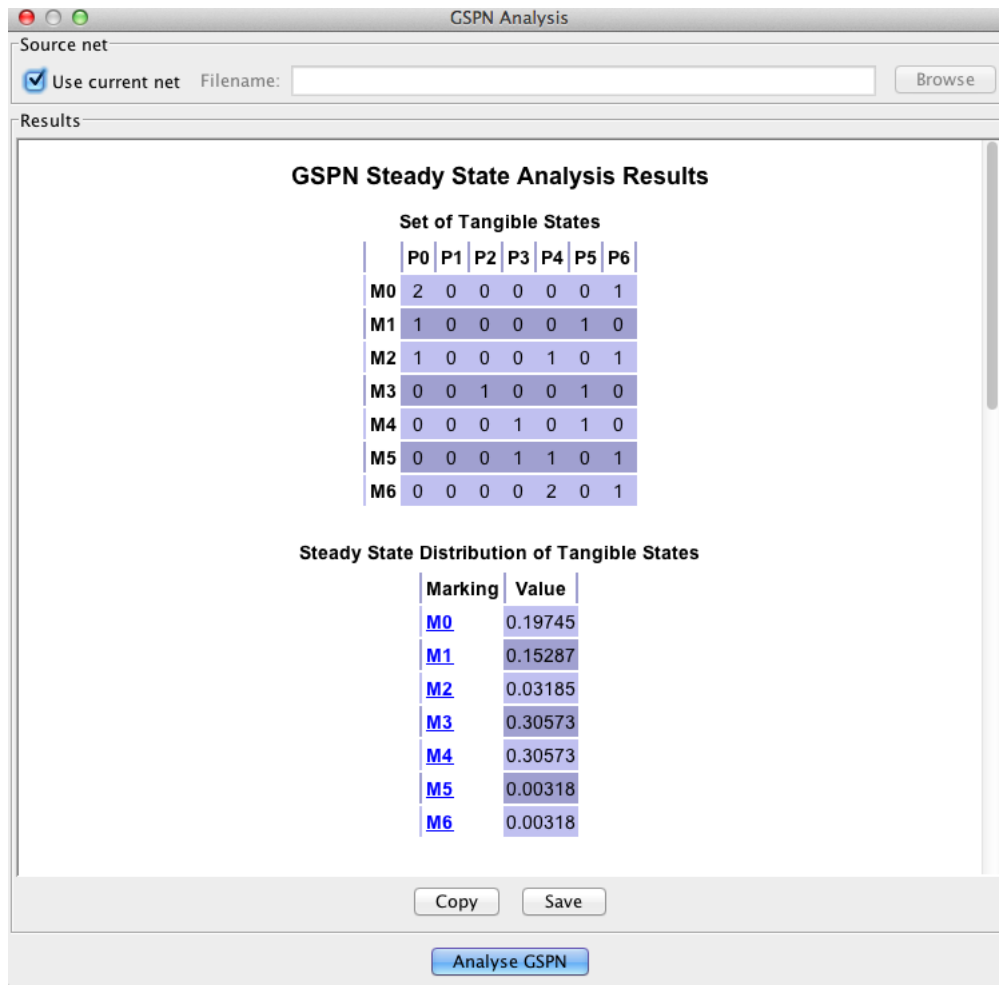 GSPN Analysis
Source net
Use current net Filename: Browse
Results
GSPN Steady State Analysis Results
Set of Tangible States
P0 P1 P2 P3 P4 P5 P6
M0 2 0 0 0 0 0 1
M1 1 0 0 0 0 1 0
M2 1 0 0 0 1 0 1
M3 0 0 1 0 0 1 0
M4 0 0 0 1 0 1 0
M5 0 0 0 1 1 0 1
M6 0 0 0 0 2 0 1
Steady State Distribution of Tangible States
Marking Value
M0 0.19745
M1 0.15287
M2 0.03185
M3 0.30573
M4 0.30573
M5 0.00318
M6 0.00318
Copy Save
Analyse GSPN